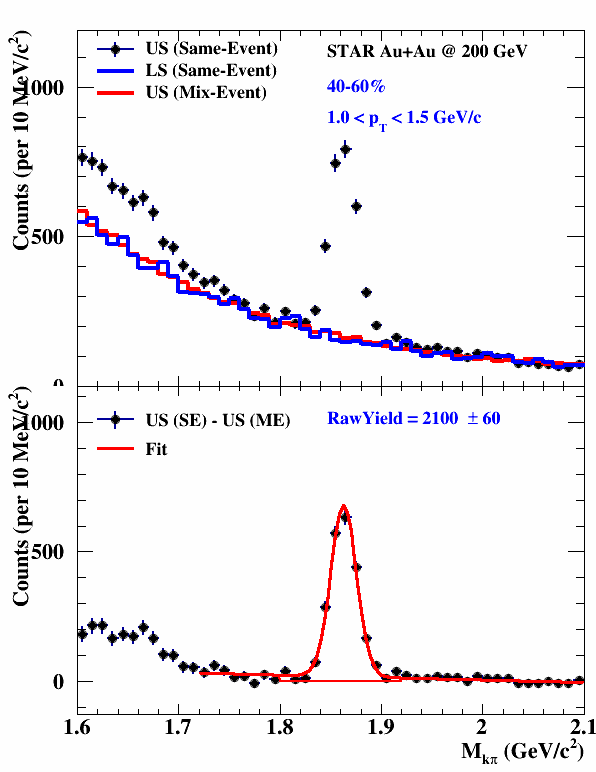 US (Same-Event)
LS (Same-Event)
US (Mix-Event)
STAR Au+Au @ 200 GeV
40-60%
1.0 < p_T < 1.5 GeV/c
Counts (per 10 MeV/c²)
1000
500
0
US (SE) - US (ME)
Fit
RawYield = 2100 ± 60
Counts (per 10 MeV/c²)
1000
500
0
1.6 1.7 1.8 1.9 2 2.1
M_kπ (GeV/c²)